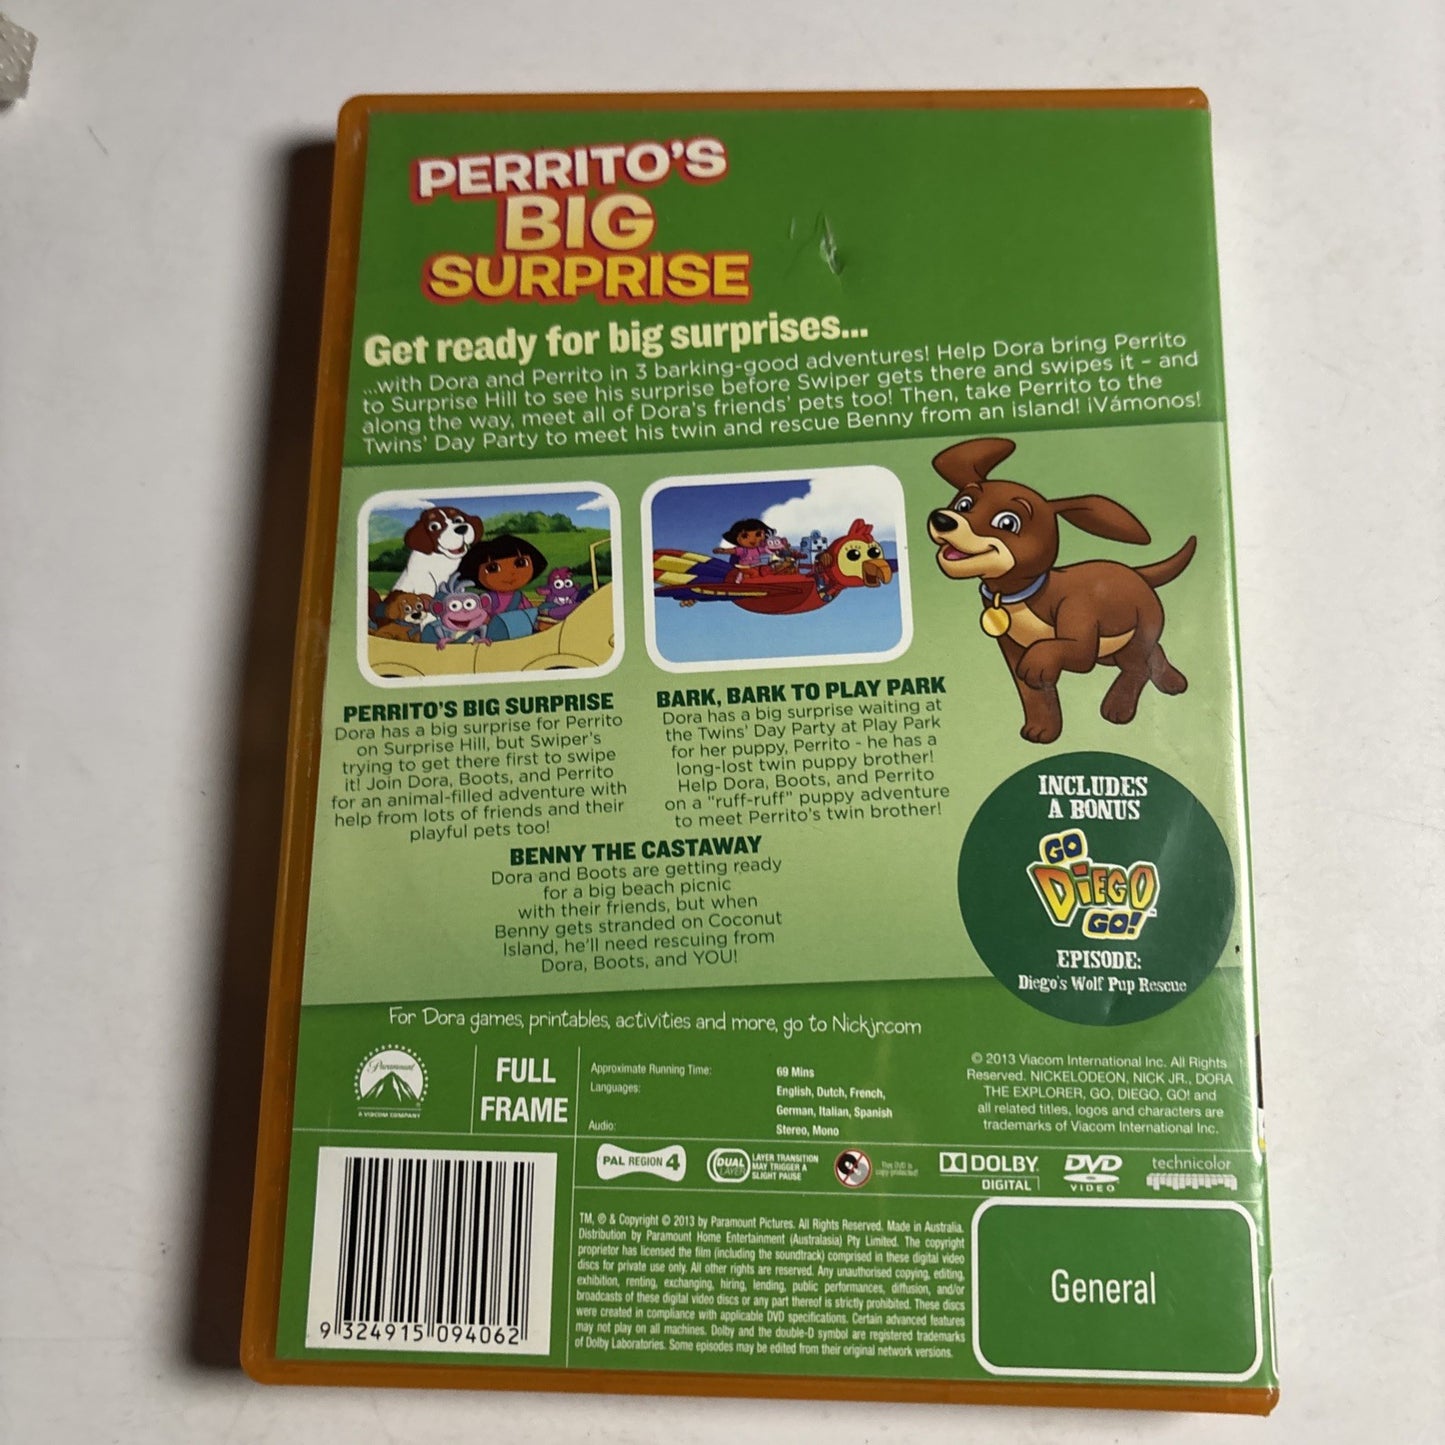 PERRITO'S
BIG
SURPRISE
Get ready for big surprises...
...with Dora and Perrito in 3 barking-good adventures! Help Dora bring Perrito
to Surprise Hill to see his surprise before Swiper gets there and swipes it – and
along the way, meet all of Dora's friends' pets too! Then, take Perrito to the
Twins' Day Party to meet his twin and rescue Benny from an island! ¡Vámonos!
PERRITO'S BIG SURPRISE
Dora has a big surprise for Perrito
on Surprise Hill, but Swiper's
trying to get there first to swipe
it! Join Dora, Boots, and Perrito
for an animal-filled adventure with
help from lots of friends and their
playful pets too!
BARK, BARK TO PLAY PARK
Dora has a big surprise waiting at
the Twins' Day Party at Play Park
for her puppy, Perrito - he has a
long-lost twin puppy brother!
Help Dora, Boots, and Perrito
on a "ruff-ruff" puppy adventure
to meet Perrito's twin brother!
BENNY THE CASTAWAY
Dora and Boots are getting ready
for a big beach picnic
with their friends, but when
Benny gets stranded on Coconut
Island, he'll need rescuing from
Dora, Boots, and YOU!
INCLUDES
A BONUS
GO
DIEGO
GO!™
EPISODE:
Diego's Wolf Pup Rescue
For Dora games, printables, activities and more, go to Nickjr.com
Paramount
A VIACOM COMPANY
FULL
FRAME
Approximate Running Time: 69 Mins
Languages: English, Dutch, French,
German, Italian, Spanish
Audio: Stereo, Mono
© 2013 Viacom International Inc. All Rights
Reserved. NICKELODEON, NICK JR., DORA
THE EXPLORER, GO, DIEGO, GO! and
all related titles, logos and characters are
trademarks of Viacom International Inc.
PAL REGION 4
DUAL LAYER
LAYER TRANSITION
MAY TRIGGER A
SLIGHT PAUSE
This DVD is
copy protected
DOLBY
DIGITAL
DVD
VIDEO
technicolor
TM, ® & Copyright © 2013 by Paramount Pictures. All Rights Reserved. Made in Australia.
Distribution by Paramount Home Entertainment (Australasia) Pty Limited. The copyright
proprietor has licensed the film (including the soundtrack) comprised in these digital video
discs for private use only. All other rights are reserved. Any unauthorised copying, editing,
exhibition, renting, exchanging, hiring, lending, public performances, diffusion, and/or
broadcasts of these digital video discs or any part thereof is strictly prohibited. These discs
were created in compliance with applicable DVD specifications. Certain advanced features
may not play on all machines. Dolby and the double-D symbol are registered trademarks
of Dolby Laboratories. Some episodes may be edited from their original network versions.
General
9 324915 094062